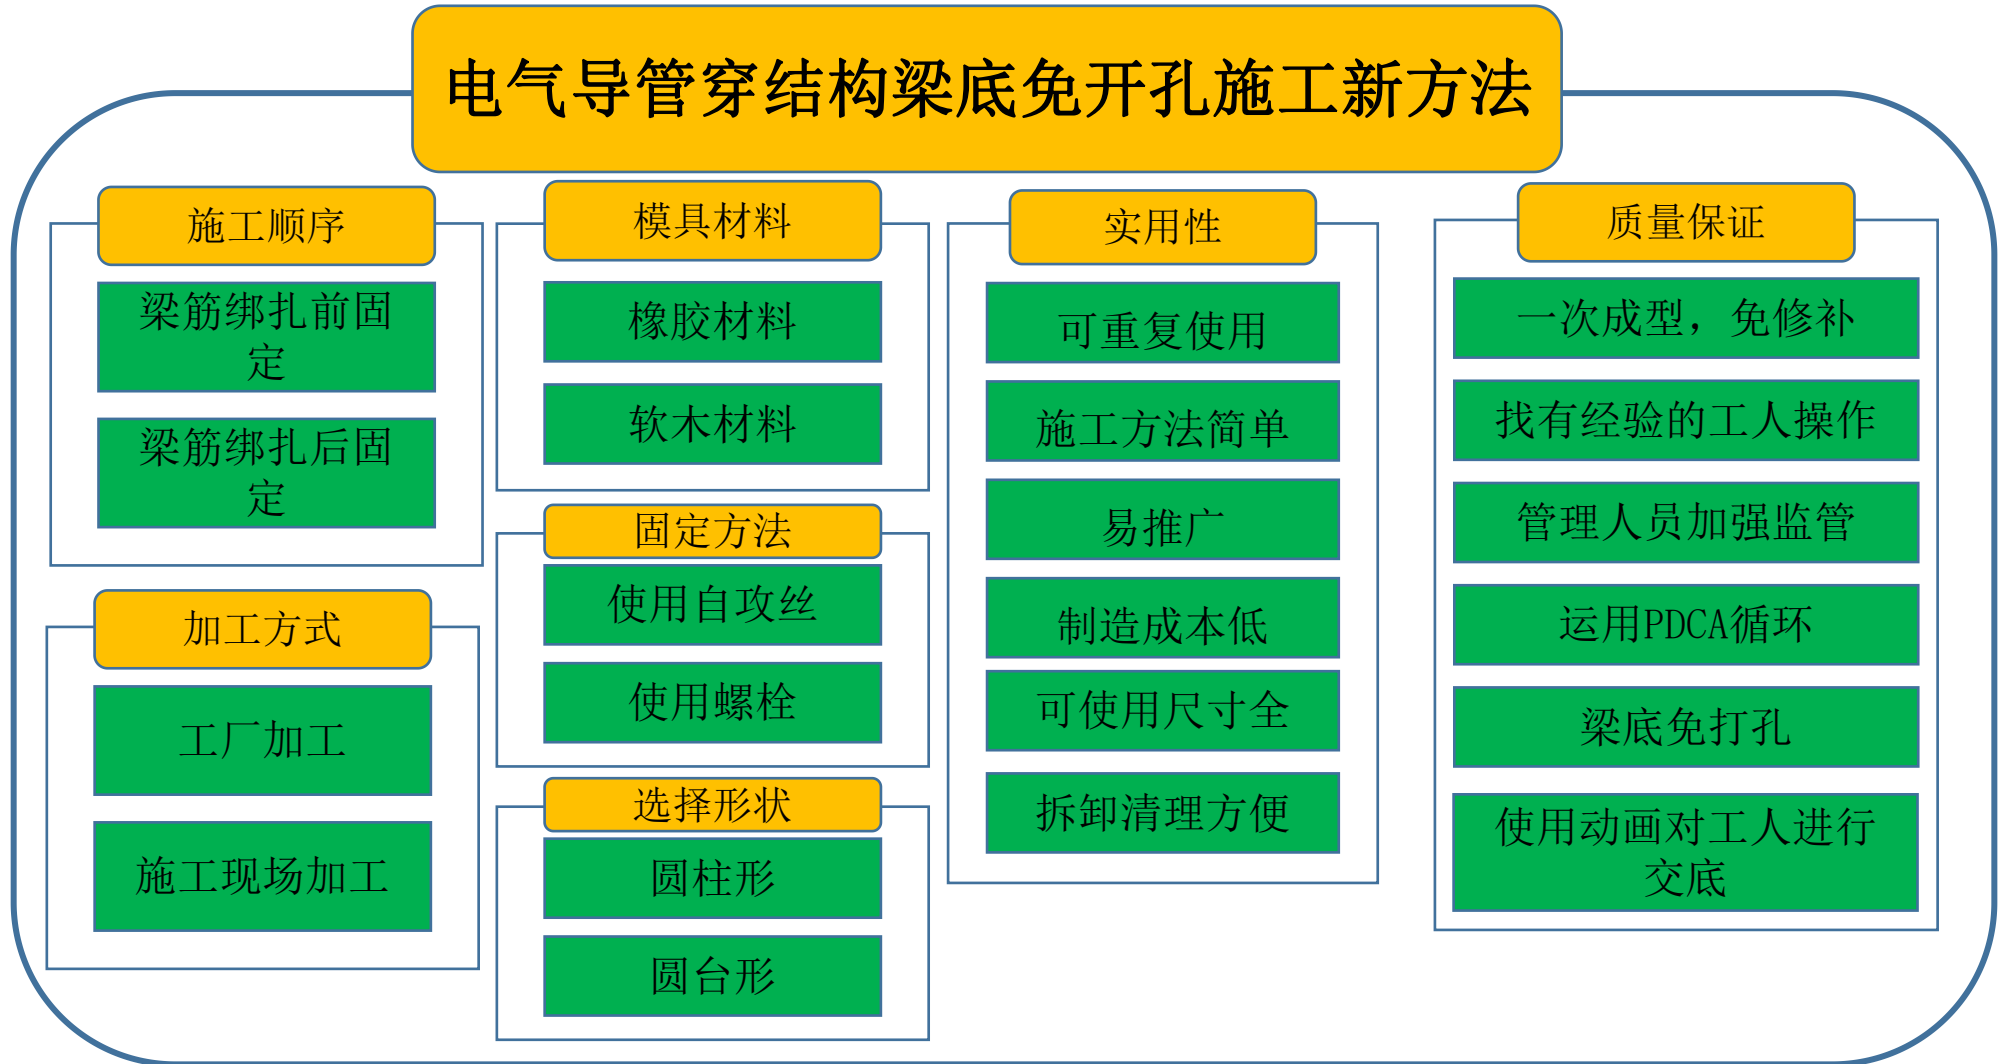 电气导管穿结构梁底免开孔施工新方法
施工顺序
梁筋绑扎前固
定
梁筋绑扎后固
定
加工方式
工厂加工
施工现场加工
模具材料
橡胶材料
软木材料
固定方法
使用自攻丝
使用螺栓
选择形状
圆柱形
圆台形
实用性
可重复使用
施工方法简单
易推广
制造成本低
可使用尺寸全
拆卸清理方便
质量保证
一次成型，免修补
找有经验的工人操作
管理人员加强监管
运用PDCA循环
梁底免打孔
使用动画对工人进行
交底